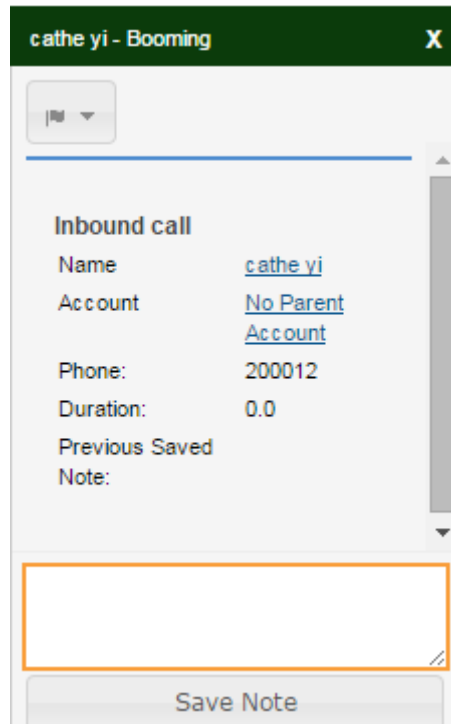 cathe yi - Booming X
Inbound call
Name cathe yi
Account No Parent
Account
Phone: 200012
Duration: 0.0
Previous Saved
Note:
Save Note